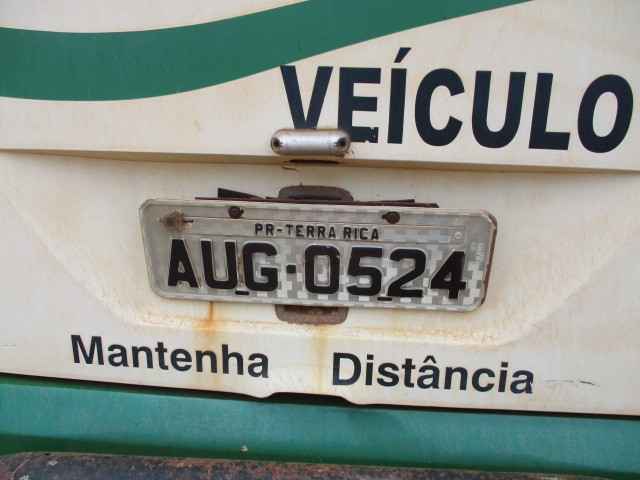 VEÍCULO
PR-TERRA RICA
AUG-0524
Mantenha Distância